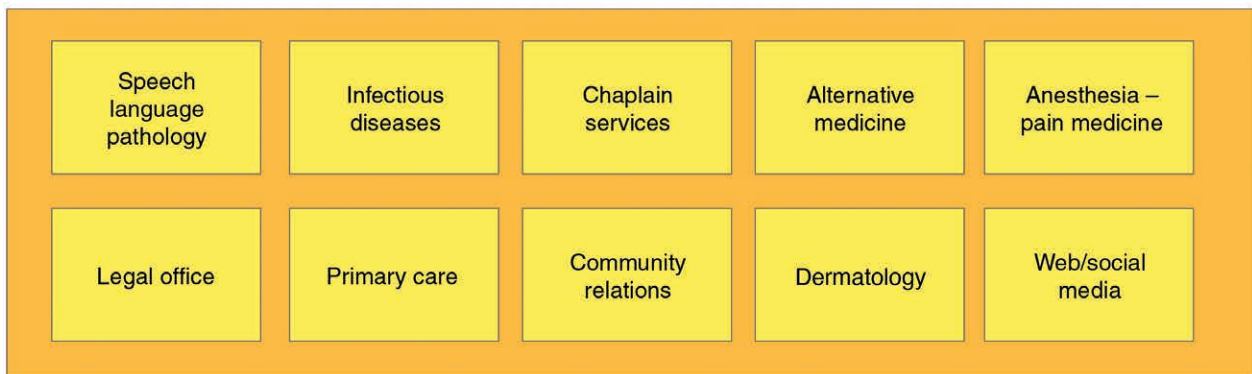 Speech
language
pathology
Infectious
diseases
Chaplain
services
Alternative
medicine
Anesthesia –
pain medicine
Legal office
Primary care
Community
relations
Dermatology
Web/social
media